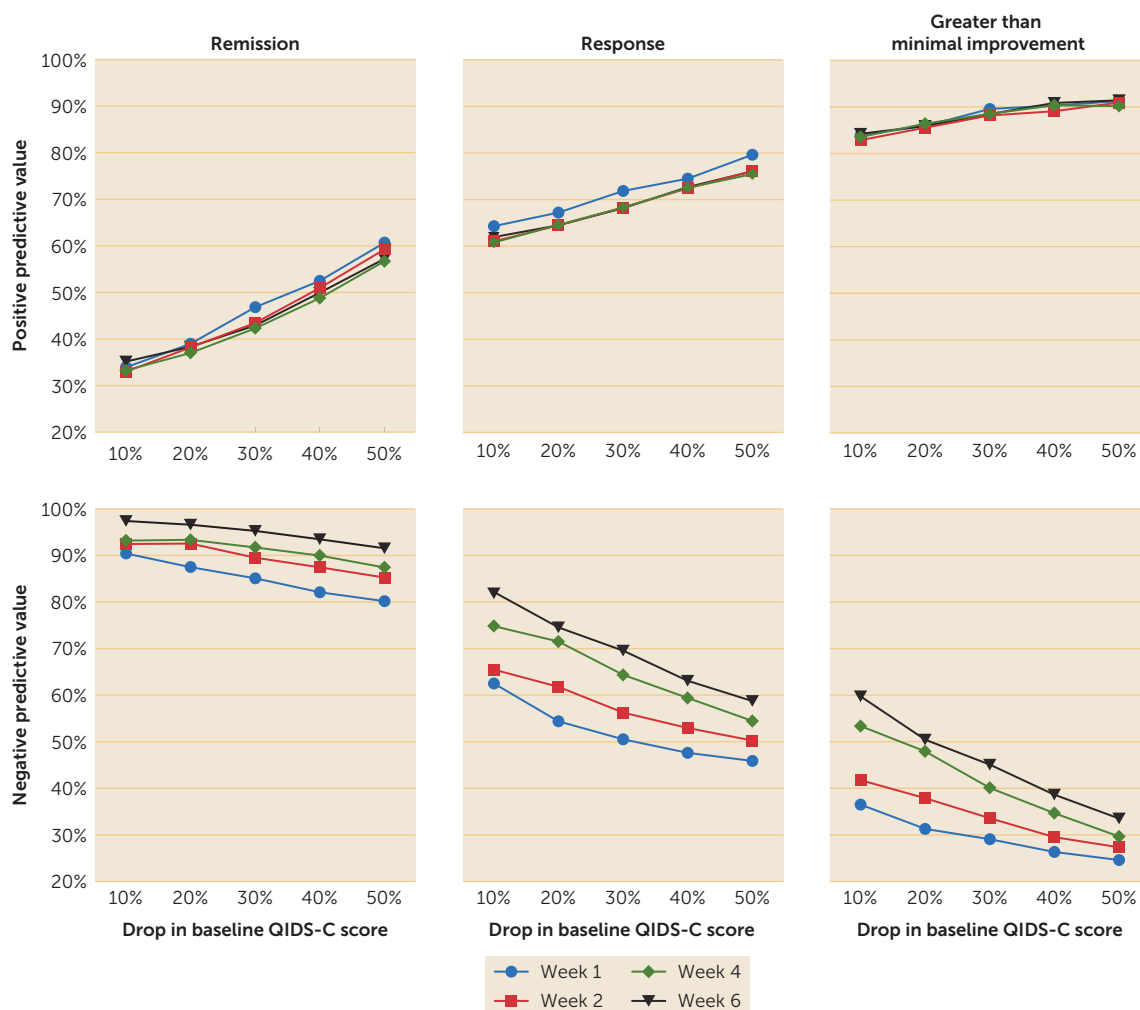 Remission
Response
Greater than
minimal improvement
Positive predictive value
100%
90%
80%
70%
60%
50%
40%
30%
20%
10% 20% 30% 40% 50%
10% 20% 30% 40% 50%
10% 20% 30% 40% 50%
Negative predictive value
100%
90%
80%
70%
60%
50%
40%
30%
20%
10% 20% 30% 40% 50%
10% 20% 30% 40% 50%
10% 20% 30% 40% 50%
Drop in baseline QIDS-C score
Drop in baseline QIDS-C score
Drop in baseline QIDS-C score
Week 1
Week 4
Week 2
Week 6